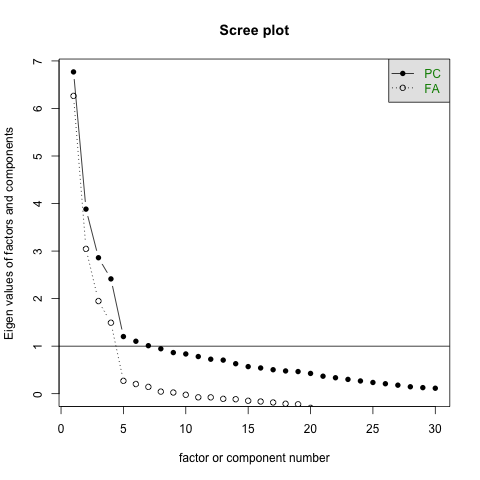 Scree plot
PC
FA
Eigen values of factors and components
7
6
5
4
3
2
1
0
0 5 10 15 20 25 30
factor or component number